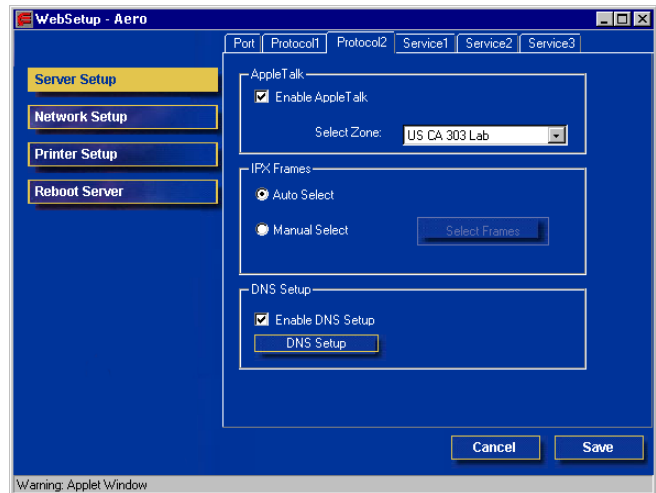 WebSetup - Aero
Port Protocol1 Protocol2 Service1 Service2 Service3
Server Setup
Network Setup
Printer Setup
Reboot Server
AppleTalk
Enable AppleTalk
Select Zone: US CA 303 Lab
IPX Frames
Auto Select
Manual Select Select Frames
DNS Setup
Enable DNS Setup
DNS Setup
Cancel Save
Warning: Applet Window